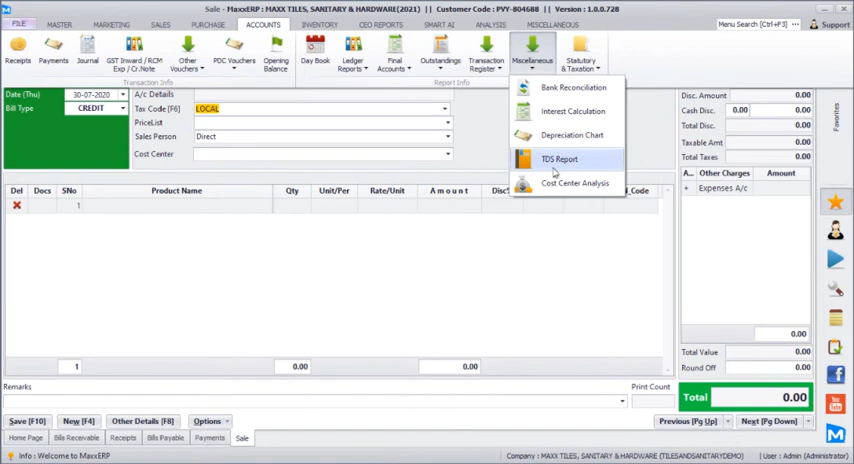 Sale - MaxxERP : MAXX TILES, SANITARY & HARDWARE(2021) || Customer Code : PVY-804688 || Version : 1.0.0.728
FILE MASTER MARKETING SALES PURCHASE ACCOUNTS INVENTORY CEO REPORTS SMART AI ANALYSIS MISCELLANEOUS Menu Search [Ctrl+F3] ... Support
Receipts Payments Journal GST Inward / RCM Exp / Cr.Note Other Vouchers PDC Vouchers Opening Balance Day Book Ledger Reports Final Accounts Outstandings Transaction Register Miscellaneous Statutory & Taxation
Transaction Info Report Info
Bank Reconciliation
Interest Calculation
Depreciation Chart
TDS Report
Cost Center Analysis
Date (Thu) 30-07-2020 A/c Details Disc. Amount 0.00
Bill Type CREDIT Tax Code [F6] LOCAL Cash Disc. 0.00 0.00
PriceList Total Disc. 0.00
Sales Person Direct Taxable Amt 0.00
Cost Center Total Taxes 0.00
Favorites
A... Other Charges Amount
+ Expenses A/c
Del Docs SNo Product Name Qty Unit/Per Rate/Unit A m o u n t Disc% _Code
1
1 0.00 0.00
0.00
Total Value 0.00
Round Off 0.00
Remarks Print Count
Total 0.00
Save [F10] New [F4] Other Details [F8] Options Previous [Pg Up] Next [Pg Down]
Home Page Bills Receivable Receipts Bills Payable Payments Sale
Info : Welcome to MaxxERP Company : MAXX TILES, SANITARY & HARDWARE (TILESANDSANITARYDEMO) User : Admin (Administrator)